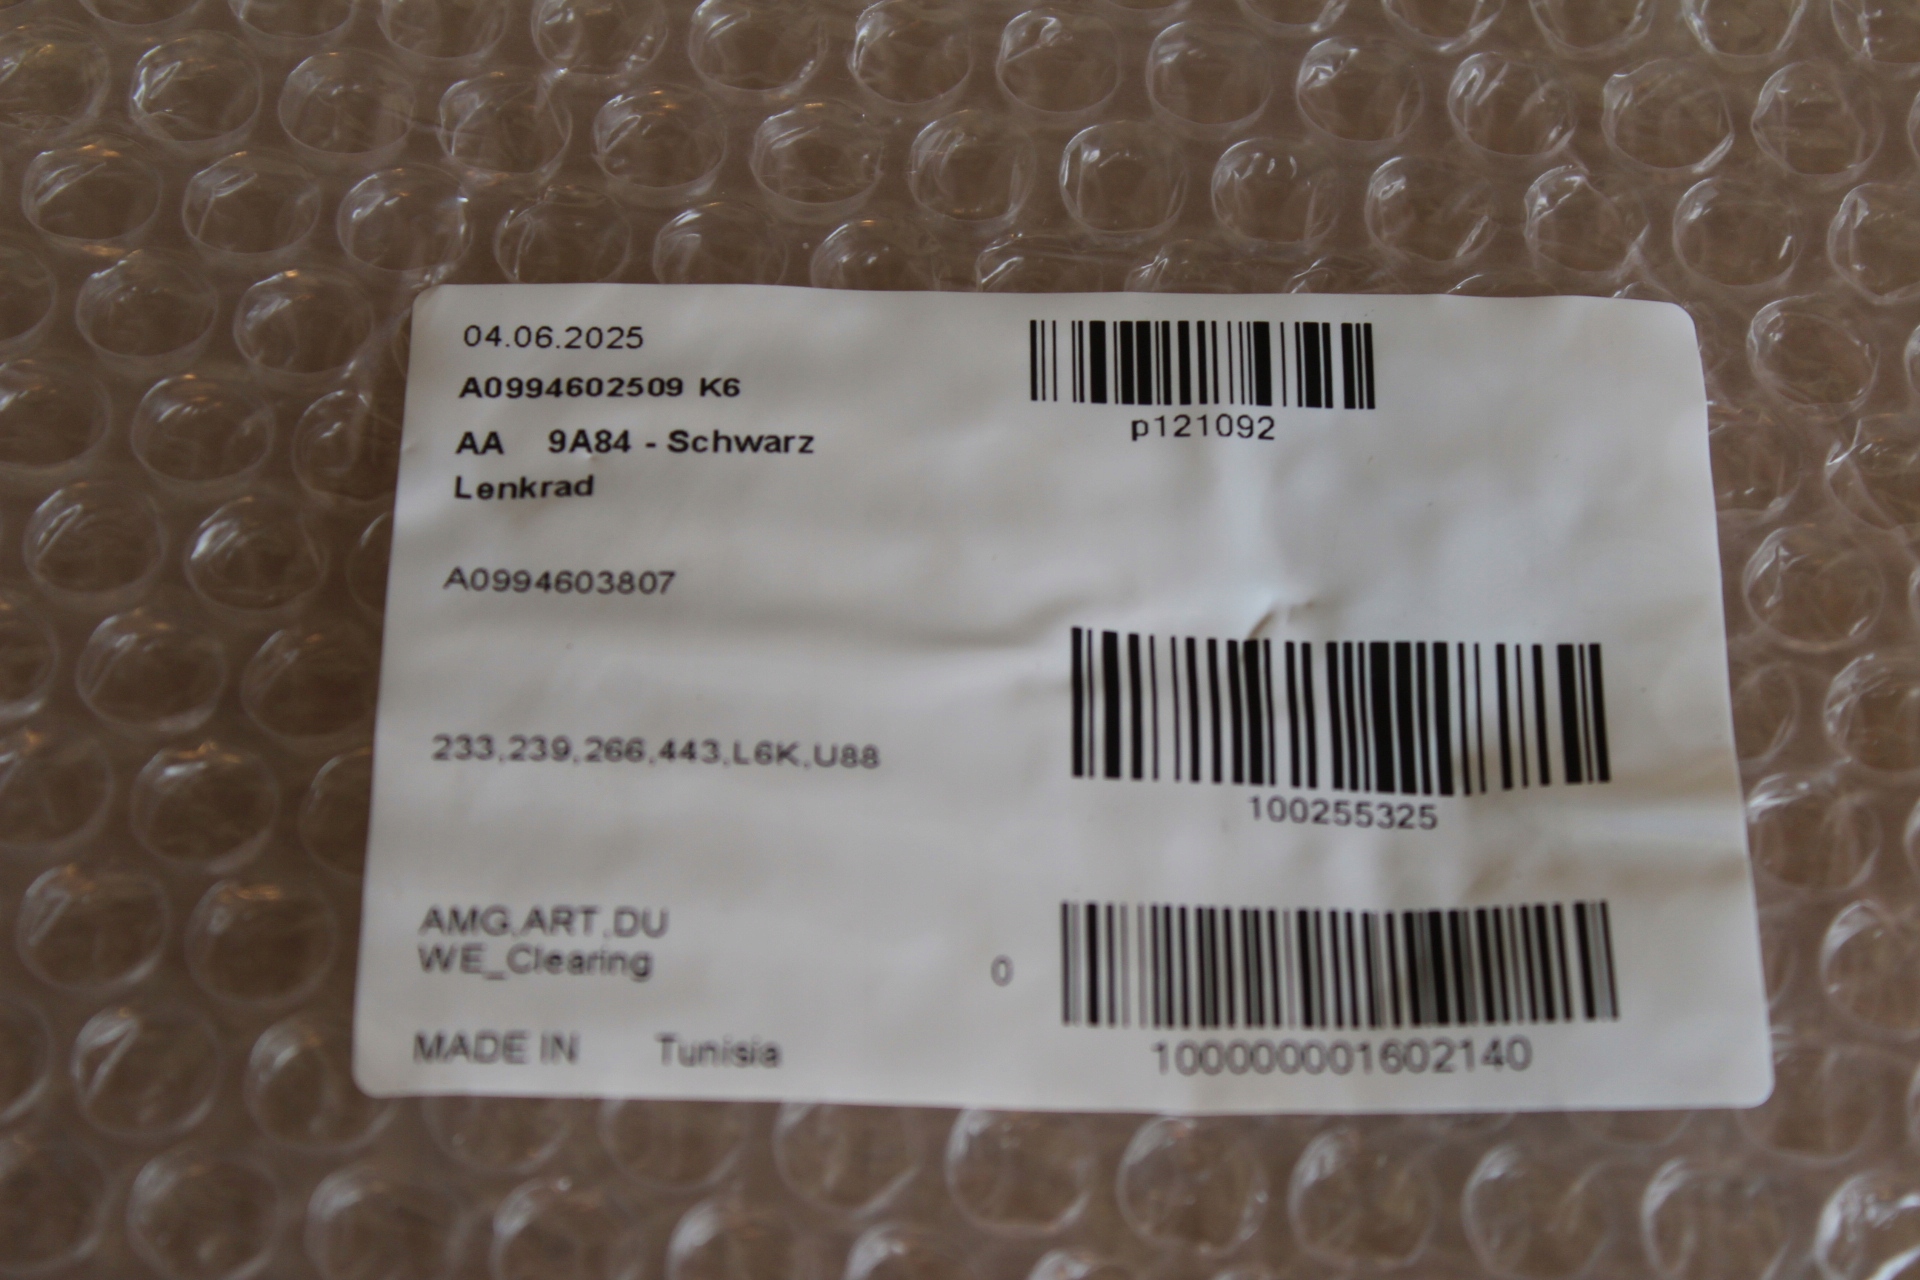 04.06.2025
A0994602509 K6
AA 9A84 - Schwarz
Lenkrad
p121092
A0994603807
233,239,266,443,L6K,U88
100255325
AMG.ART.DU
WE_Clearing
0
MADE IN Tunisia
100000001602140